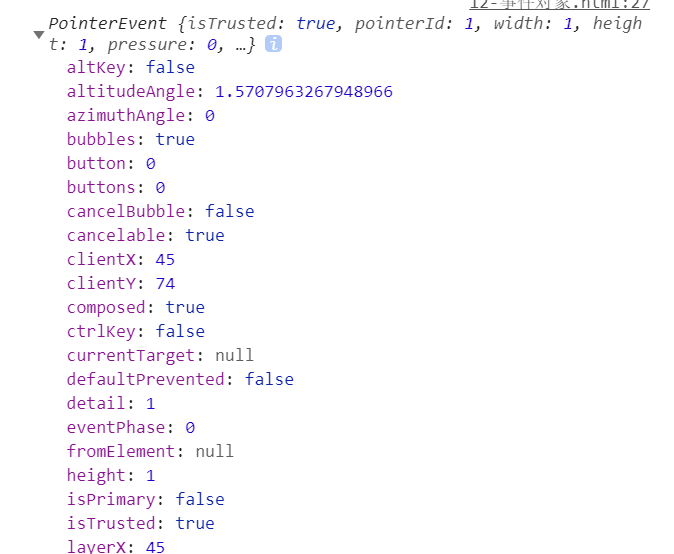 12-事件对象.html:27
PointerEvent {isTrusted: true, pointerId: 1, width: 1, heigh
t: 1, pressure: 0, …} i
altKey: false
altitudeAngle: 1.5707963267948966
azimuthAngle: 0
bubbles: true
button: 0
buttons: 0
cancelBubble: false
cancelable: true
clientX: 45
clientY: 74
composed: true
ctrlKey: false
currentTarget: null
defaultPrevented: false
detail: 1
eventPhase: 0
fromElement: null
height: 1
isPrimary: false
isTrusted: true
layerX: 45